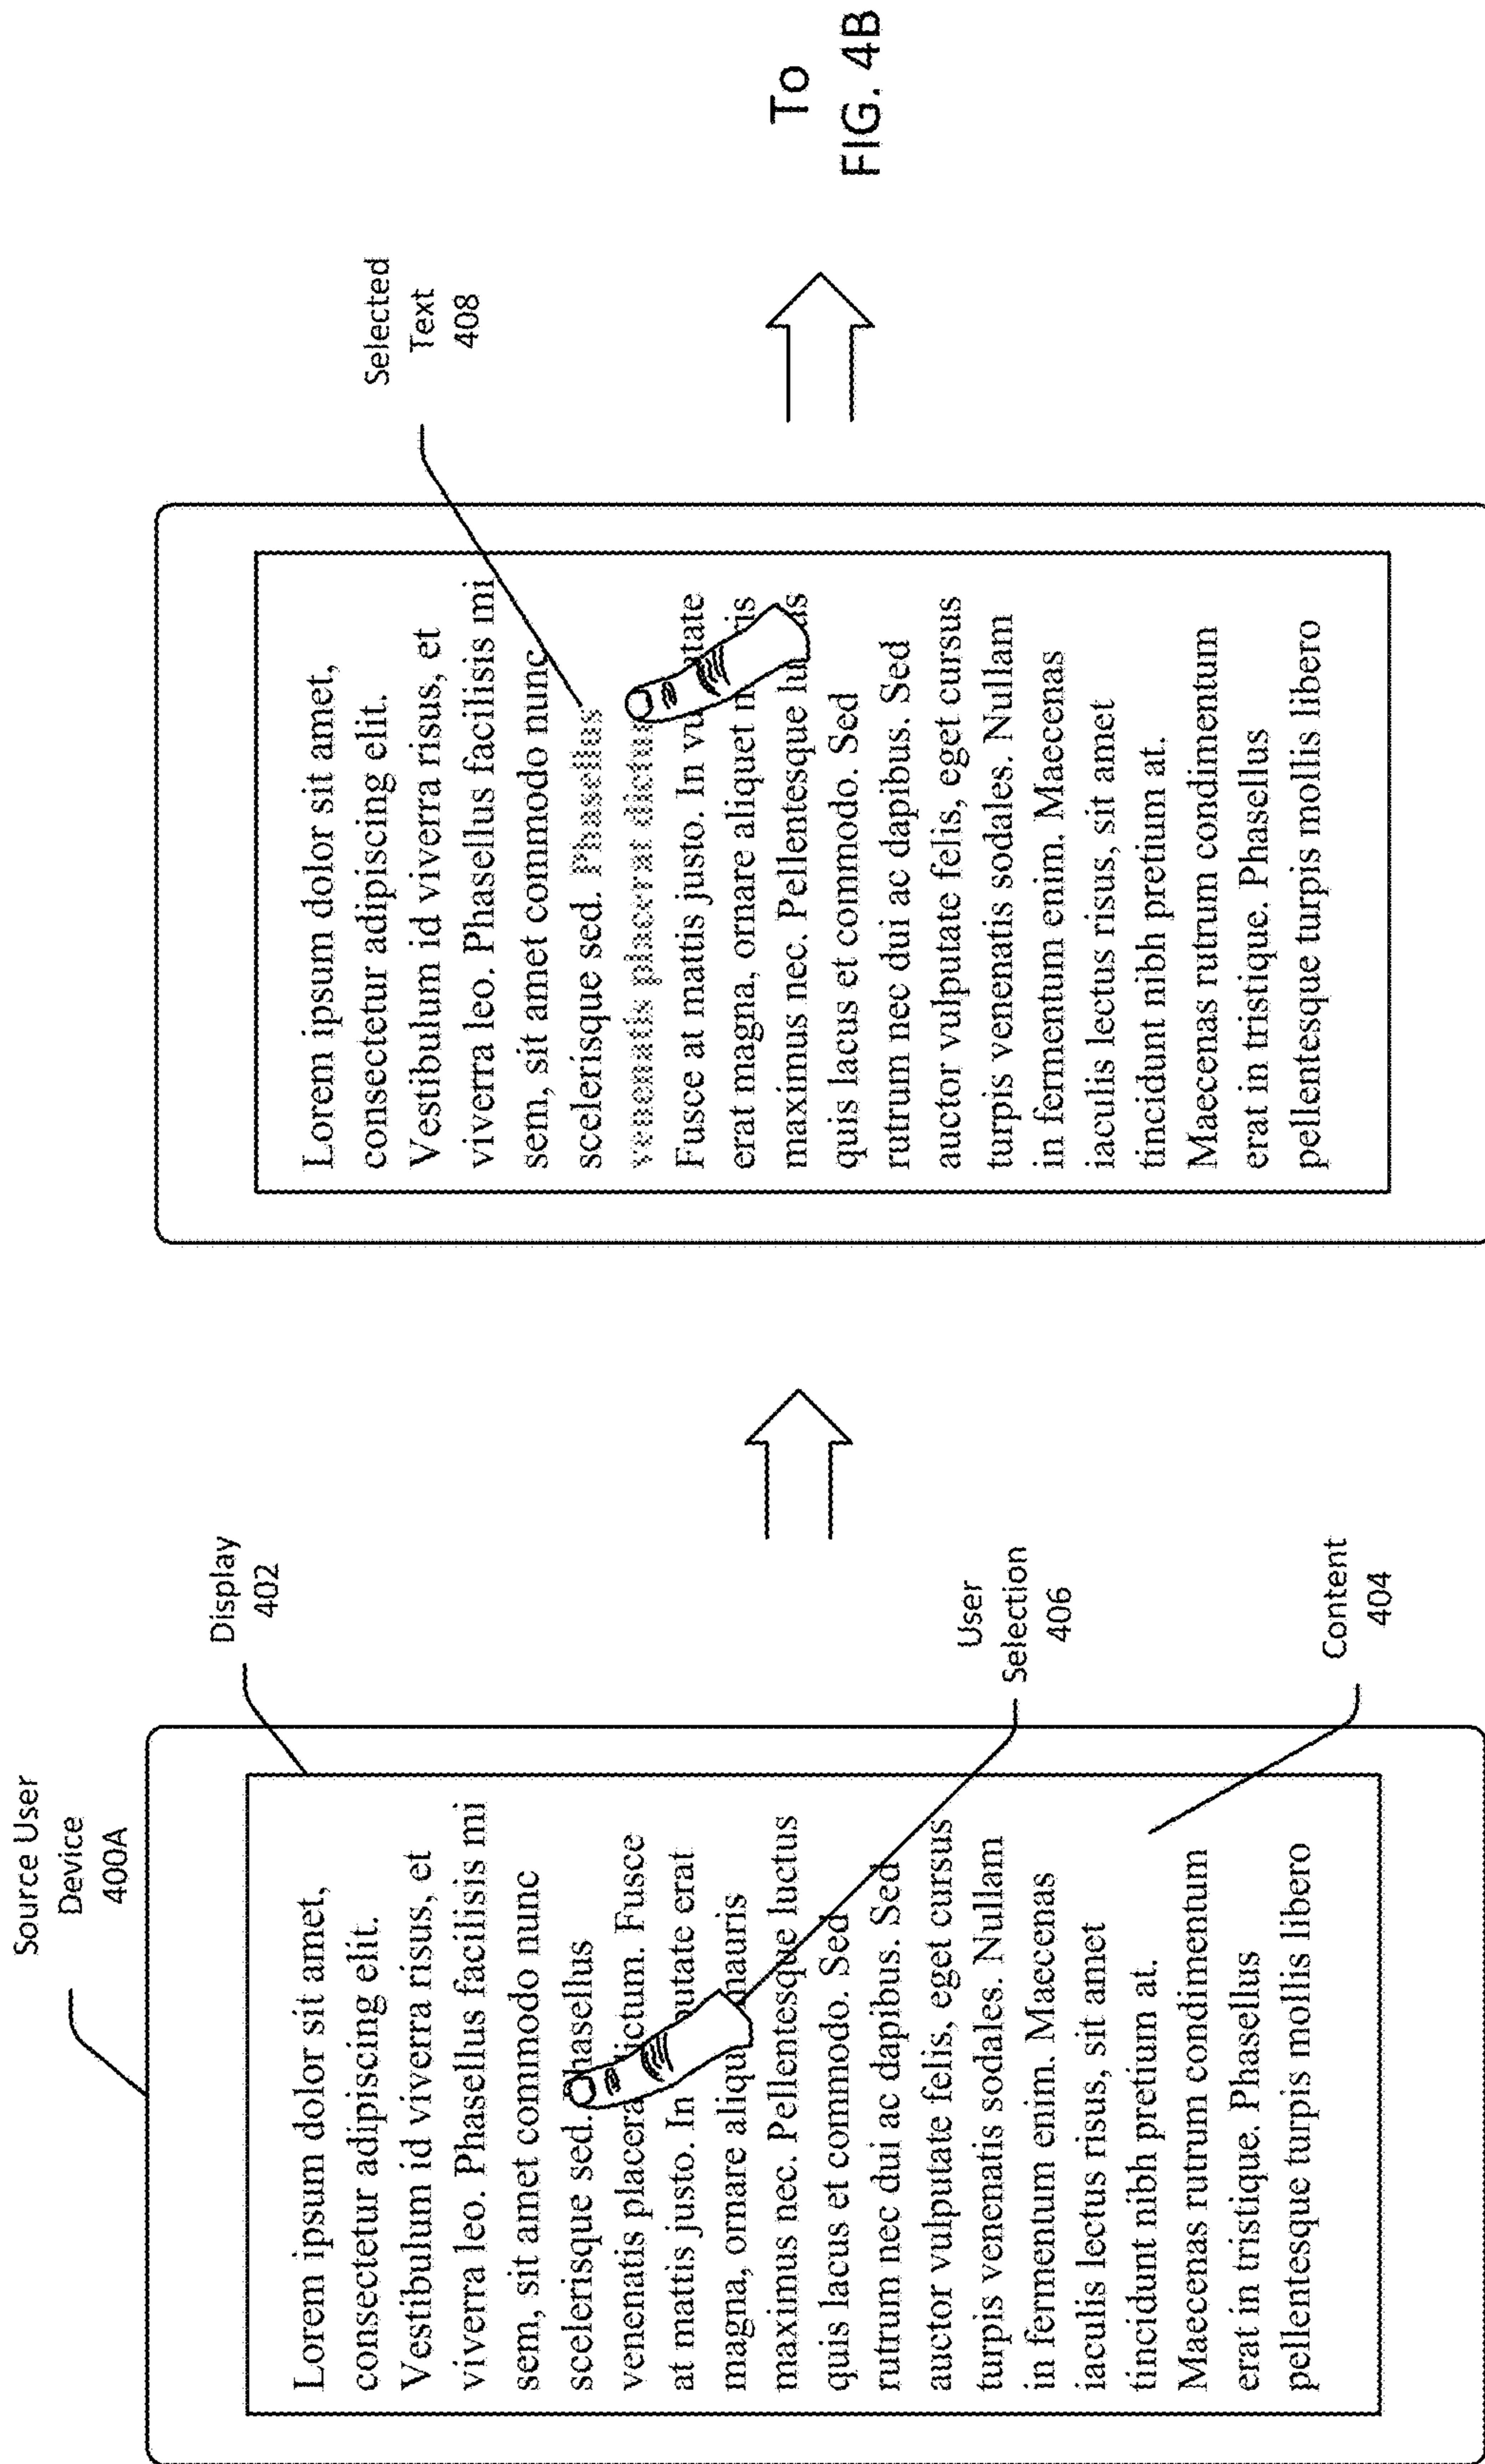 Source User
Device
400A
Display
402
Lorem ipsum dolor sit amet,
consectetur adipiscing elit.
Vestibulum id viverra risus, et
viverra leo. Phasellus facilisis mi
sem, sit amet commodo nunc
scelerisque sed. hasellus
venenatis placera ictum. Fusce
at mattis justo. In putate erat
magna, ornare aliqu mauris
maximus nec. Pellentesque luctus
quis lacus et commodo. Sed
rutrum nec dui ac dapibus. Sed
auctor vulputate felis, eget cursus
turpis venenatis sodales. Nullam
in fermentum enim. Maecenas
iaculis lectus risus, sit amet
tincidunt nibh pretium at.
Maecenas rutrum condimentum
erat in tristique. Phasellus
pellentesque turpis mollis libero
User
Selection
406
Content
404
Selected
Text
408
Lorem ipsum dolor sit amet,
consectetur adipiscing elit.
Vestibulum id viverra risus, et
viverra leo. Phasellus facilisis mi
sem, sit amet commodo nunc
scelerisque sed. Phasellus
venenatis placerat dictum
Fusce at mattis justo. In vu tate
erat magna, ornare aliquet m ris
maximus nec. Pellentesque lu us
quis lacus et commodo. Sed
rutrum nec dui ac dapibus. Sed
auctor vulputate felis, eget cursus
turpis venenatis sodales. Nullam
in fermentum enim. Maecenas
iaculis lectus risus, sit amet
tincidunt nibh pretium at.
Maecenas rutrum condimentum
erat in tristique. Phasellus
pellentesque turpis mollis libero
To
FIG. 4B